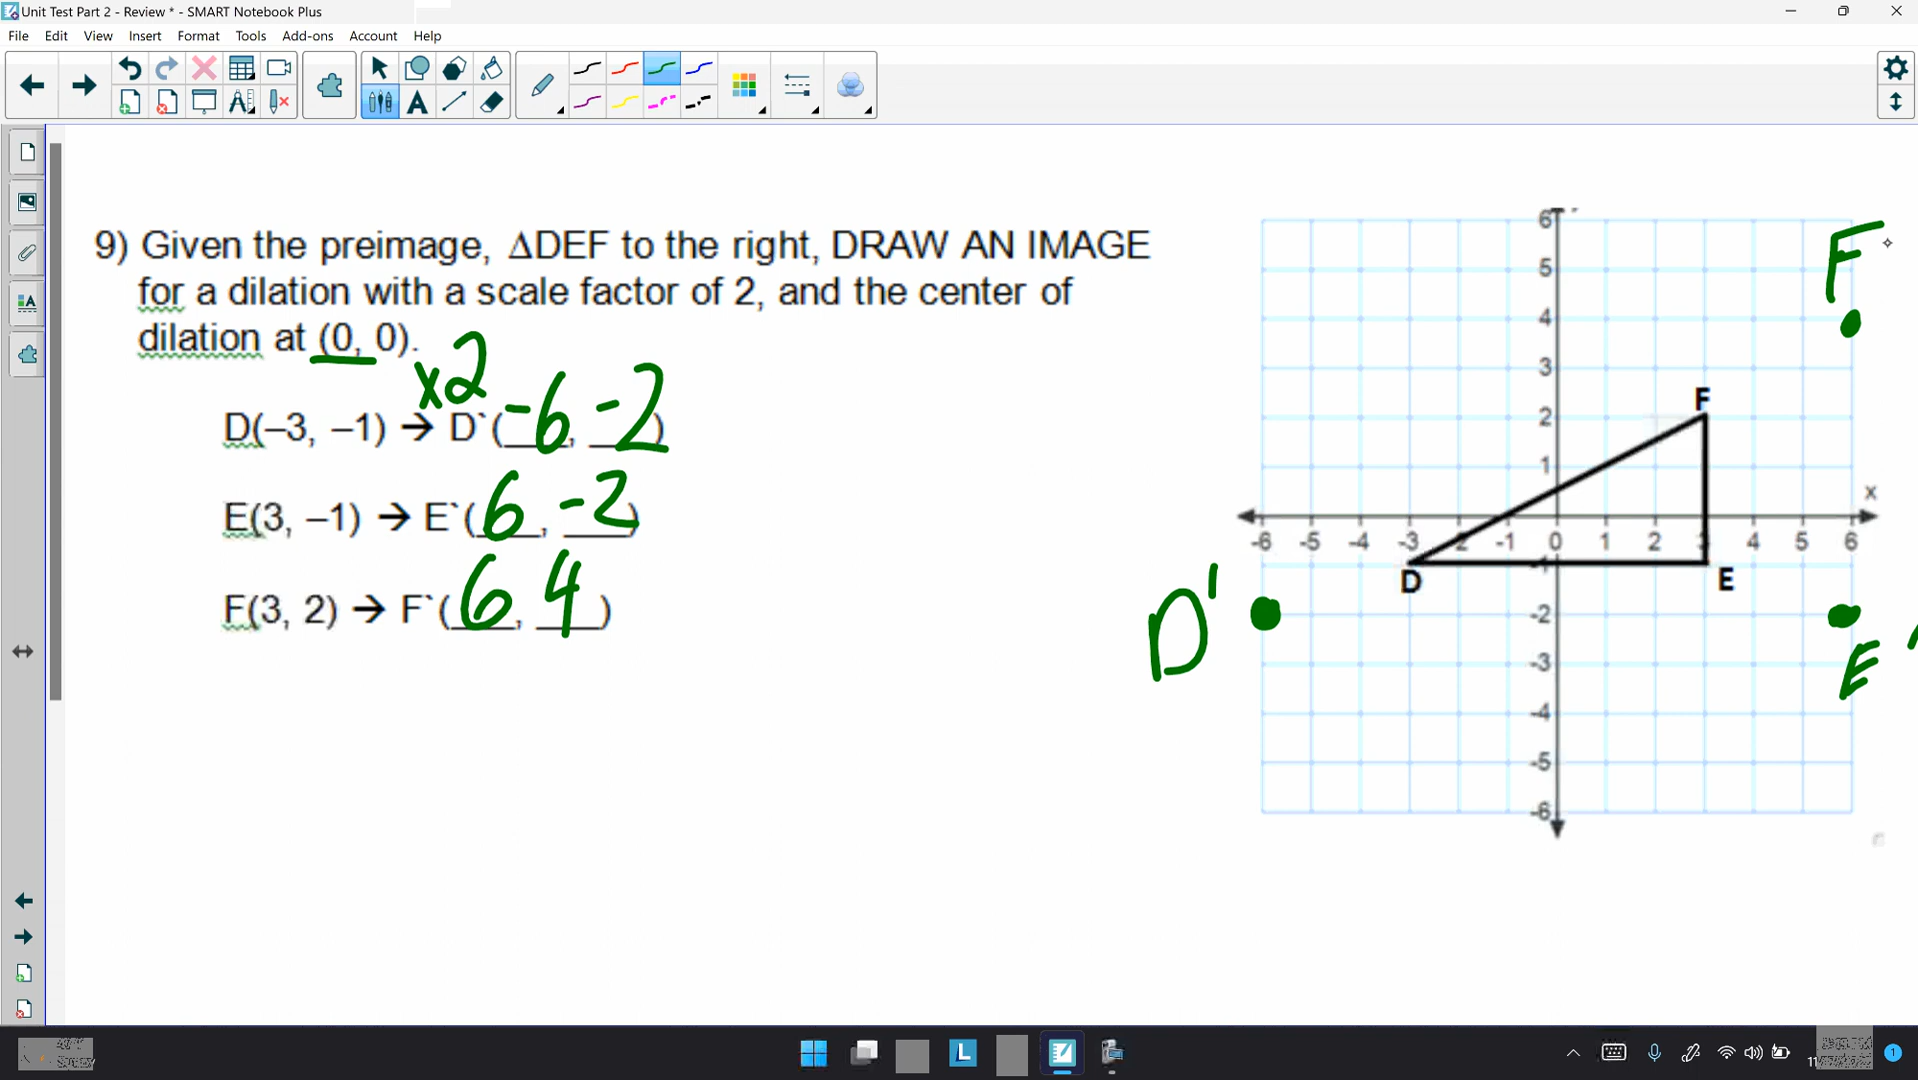 Unit Test Part 2 - Review * - SMART Notebook Plus
File Edit View Insert Format Tools Add-ons Account Help
9) Given the preimage, ΔDEF to the right, DRAW AN IMAGE
for a dilation with a scale factor of 2, and the center of
dilation at (0, 0).
x2
D(–3, –1) → D`(-6, -2)
E(3, –1) → E`(6, -2)
F(3, 2) → F`(6, 4)
6
5
4
3
2
1
F
F
x
-6 -5 -4 -3 2 -1 0 1 2 3 4 5 6
-1
D E
D'
-2
E'
-3
-4
-5
-6
A
L
1